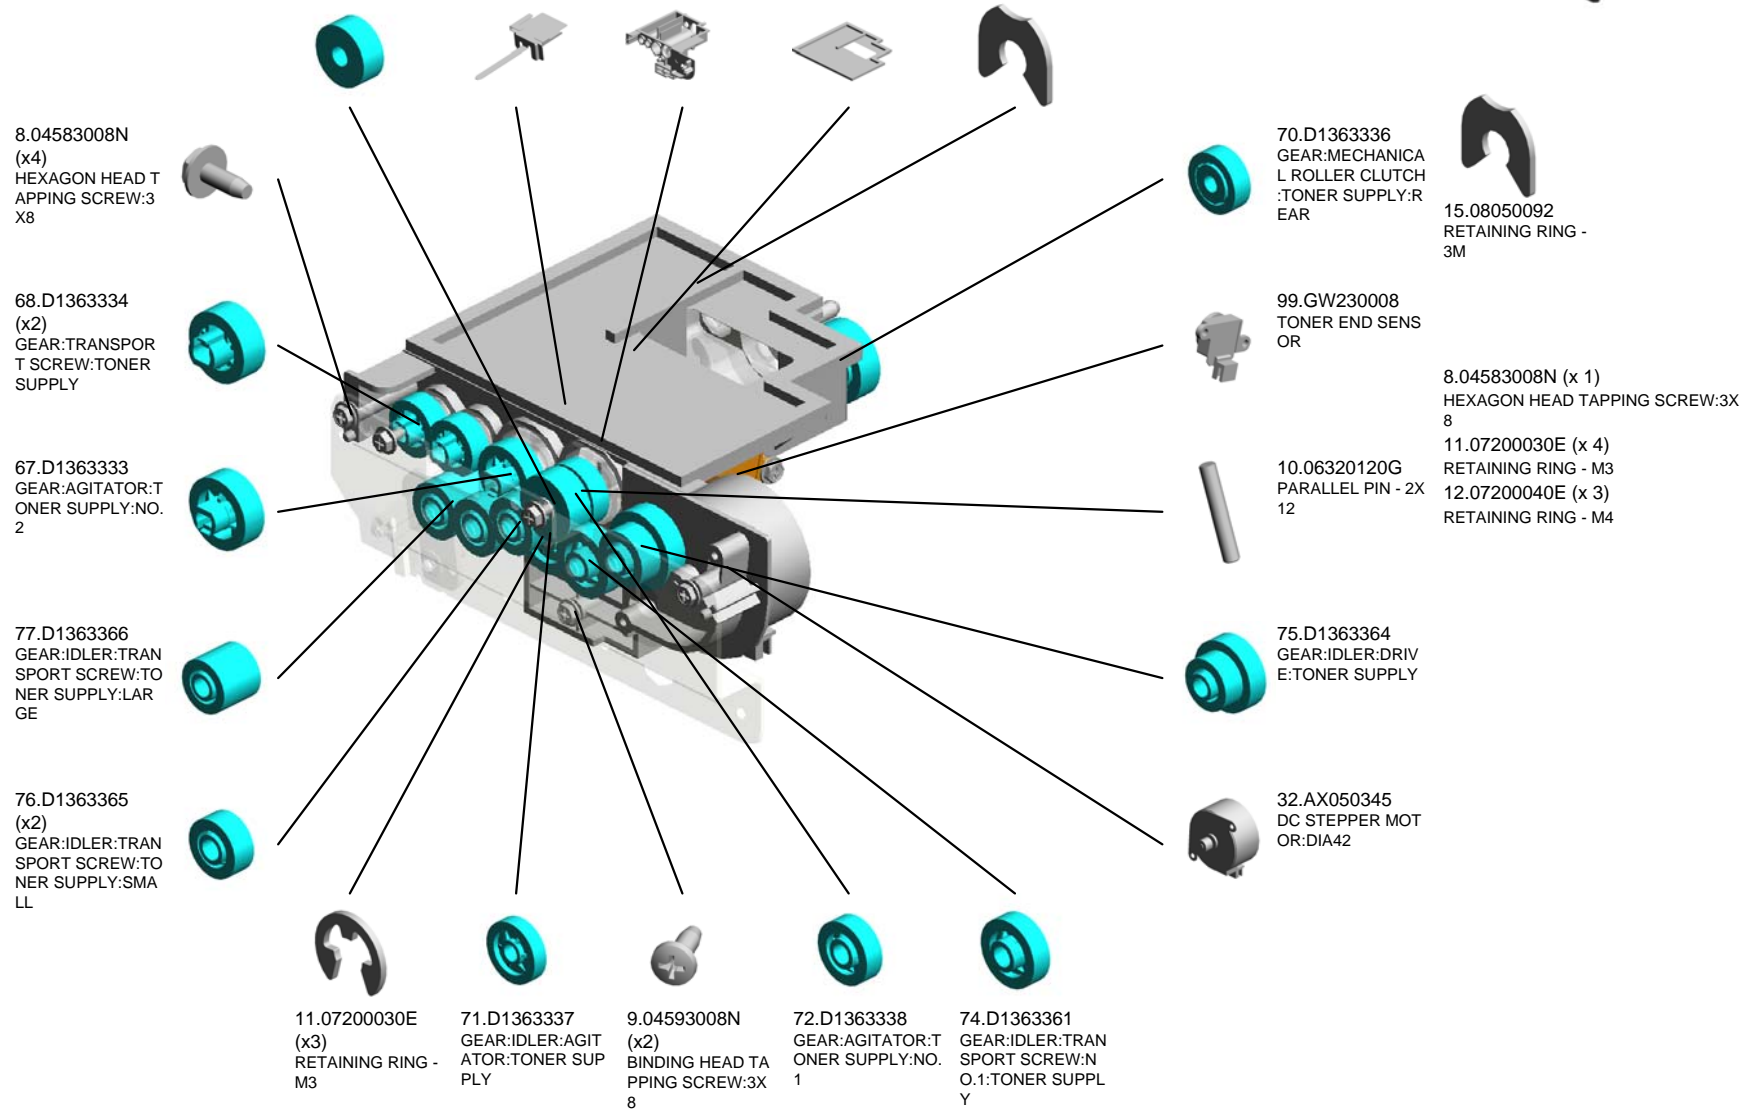 8.04583008N
(x4)
HEXAGON HEAD T
APPING SCREW:3
X8
68.D1363334
(x2)
GEAR:TRANSPOR
T SCREW:TONER
SUPPLY
67.D1363333
GEAR:AGITATOR:T
ONER SUPPLY:NO.
2
77.D1363366
GEAR:IDLER:TRAN
SPORT SCREW:TO
NER SUPPLY:LAR
GE
76.D1363365
(x2)
GEAR:IDLER:TRAN
SPORT SCREW:TO
NER SUPPLY:SMA
LL
11.07200030E
(x3)
RETAINING RING -
M3
71.D1363337
GEAR:IDLER:AGIT
ATOR:TONER SUP
PLY
9.04593008N
(x2)
BINDING HEAD TA
PPING SCREW:3X
8
72.D1363338
GEAR:AGITATOR:T
ONER SUPPLY:NO.
1
74.D1363361
GEAR:IDLER:TRAN
SPORT SCREW:N
O.1:TONER SUPPL
Y
70.D1363336
GEAR:MECHANICA
L ROLLER CLUTCH
:TONER SUPPLY:R
EAR
99.GW230008
TONER END SENS
OR
10.06320120G
PARALLEL PIN - 2X
12
75.D1363364
GEAR:IDLER:DRIV
E:TONER SUPPLY
32.AX050345
DC STEPPER MOT
OR:DIA42
15.08050092
RETAINING RING -
3M
8.04583008N (x 1)
HEXAGON HEAD TAPPING SCREW:3X
8
11.07200030E (x 4)
RETAINING RING - M3
12.07200040E (x 3)
RETAINING RING - M4